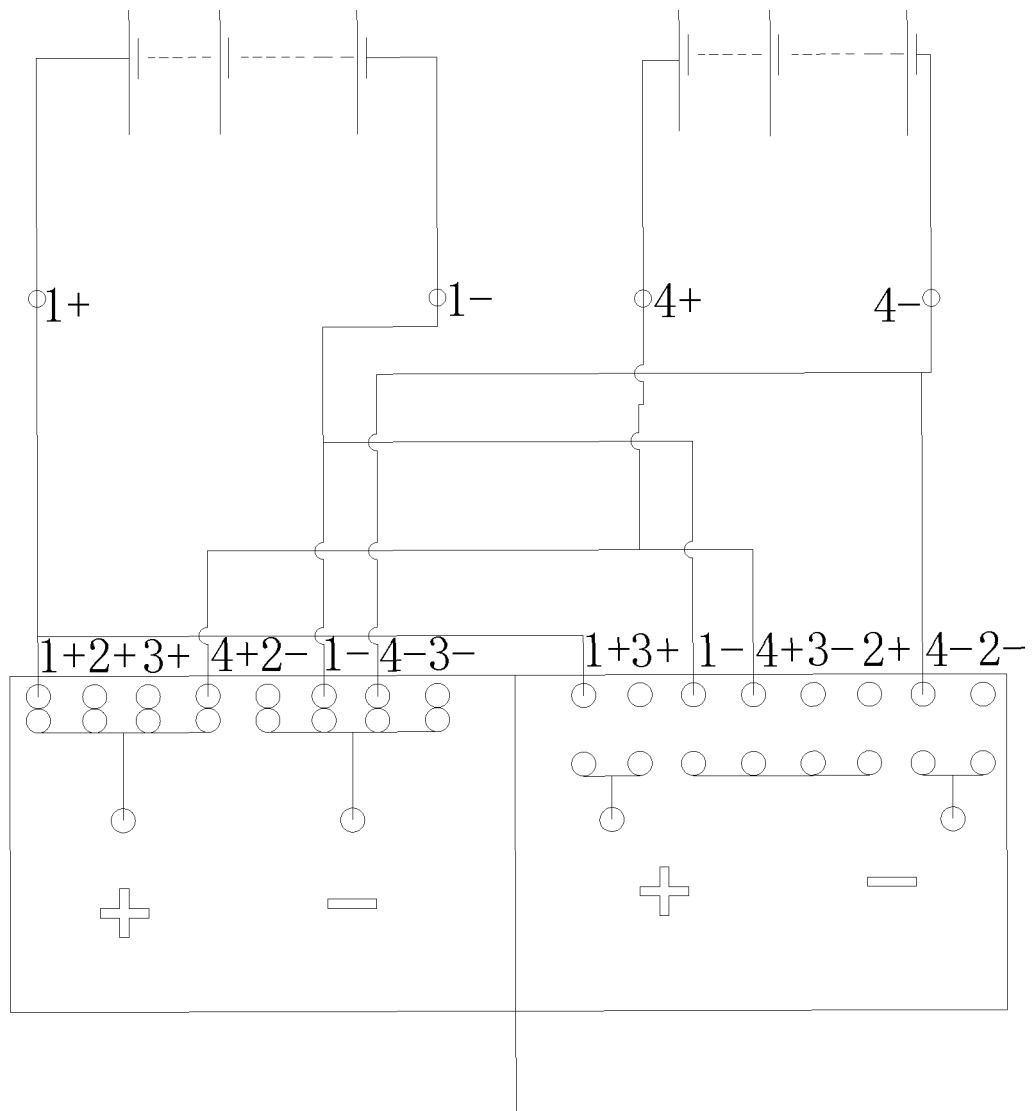 1+ 1- 4+ 4-
1+2+3+ 4+2- 1- 4-3- 1+3+ 1- 4+3-2+ 4-2-
+ - + -